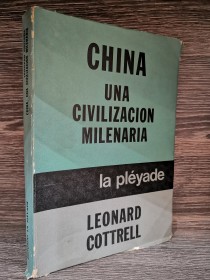 CHINA
UNA
CIVILIZACION
MILENARIA
la pléyade
LEONARD
COTTRELL